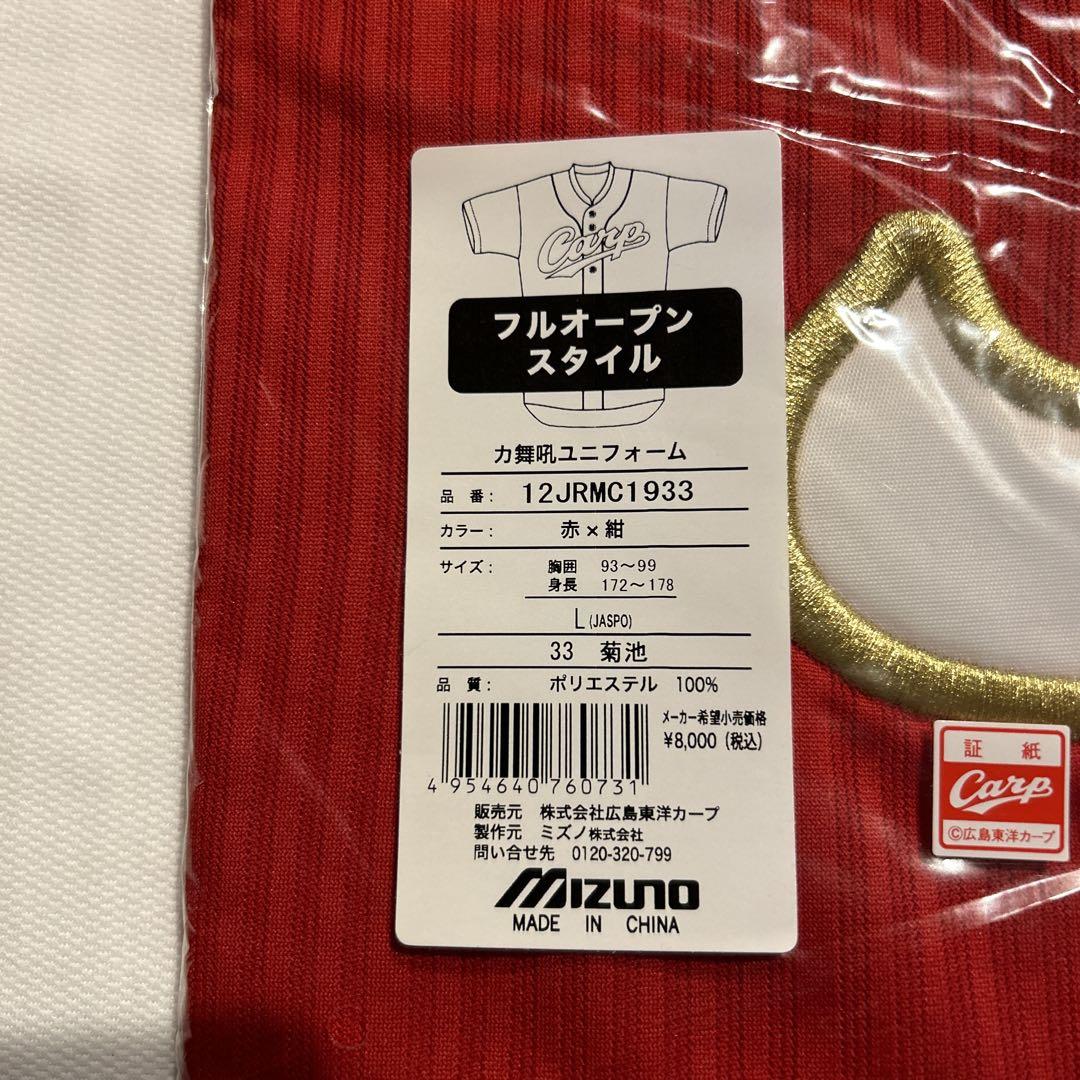 Carp
フルオープン
スタイル
カ舞吼ユニフォーム
品 番： 12JRMC1933
カラー： 赤×紺
サイズ： 胸囲 93～99
身長 172～178
L(JASPO)
33 菊池
品 質： ポリエステル 100%
メーカー希望小売価格
¥8,000（税込）
4 954640 760731
販売元 株式会社広島東洋カープ
製作元 ミズノ株式会社
問い合せ先 0120-320-799
MIZUNO
MADE IN CHINA
証 紙
Carp
©広島東洋カープ